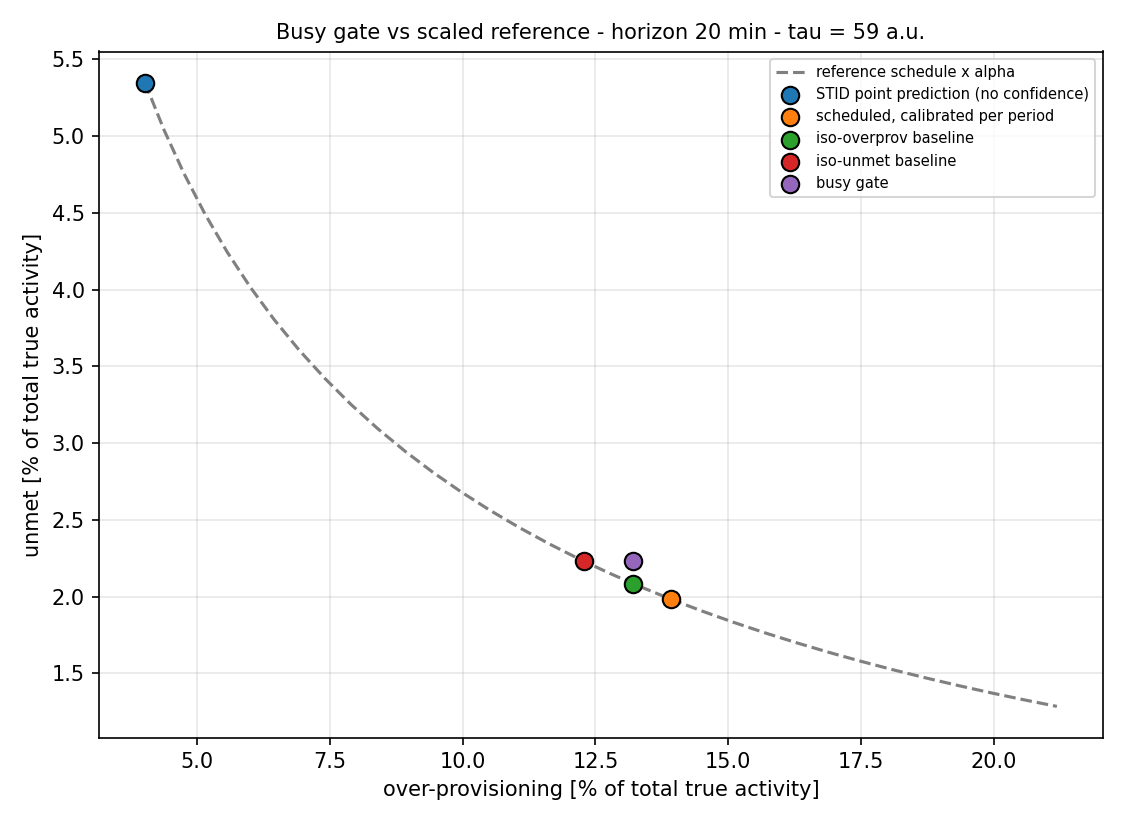 Busy gate vs scaled reference - horizon 20 min - tau = 59 a.u.
reference schedule x alpha
STID point prediction (no confidence)
scheduled, calibrated per period
iso-overprov baseline
iso-unmet baseline
busy gate
unmet [% of total true activity]
5.5
5.0
4.5
4.0
3.5
3.0
2.5
2.0
1.5
5.0 7.5 10.0 12.5 15.0 17.5 20.0
over-provisioning [% of total true activity]